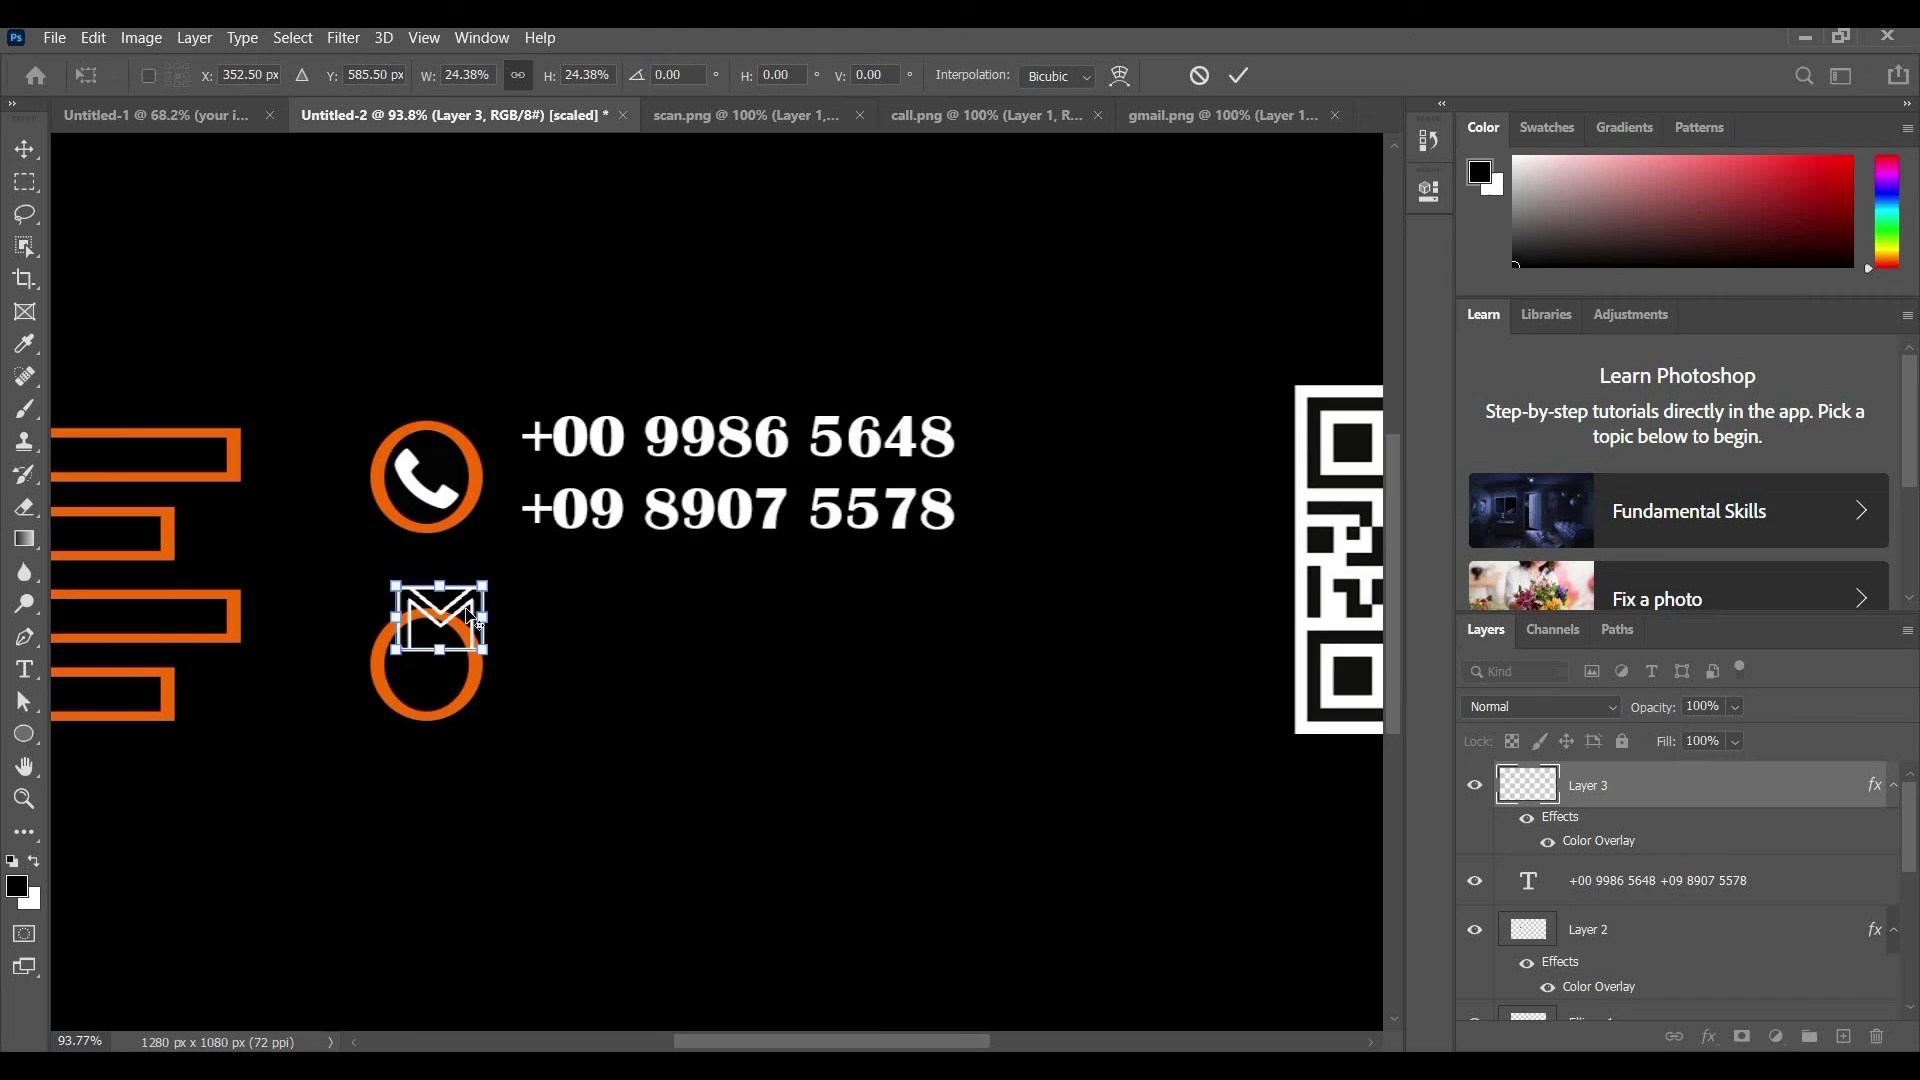 Ps File Edit Image Layer Type Select Filter 3D View Window Help
X: 352.50 px Y: 585.50 px W: 24.38% H: 24.38% 0.00 ° H: 0.00 ° V: 0.00 ° Interpolation: Bicubic
Untitled-1 @ 68.2% (your i... Untitled-2 @ 93.8% (Layer 3, RGB/8#) [scaled] * scan.png @ 100% (Layer 1,... call.png @ 100% (Layer 1, R... gmail.png @ 100% (Layer 1...
Color Swatches Gradients Patterns
Learn Libraries Adjustments
Learn Photoshop
Step-by-step tutorials directly in the app. Pick a
topic below to begin.
Fundamental Skills
Fix a photo
+00 9986 5648
+09 8907 5578
Layers Channels Paths
Kind
Normal Opacity: 100%
Lock: Fill: 100%
Layer 3 fx
Effects
Color Overlay
T +00 9986 5648 +09 8907 5578
Layer 2 fx
Effects
Color Overlay
93.77% 1280 px x 1080 px (72 ppi)
fx